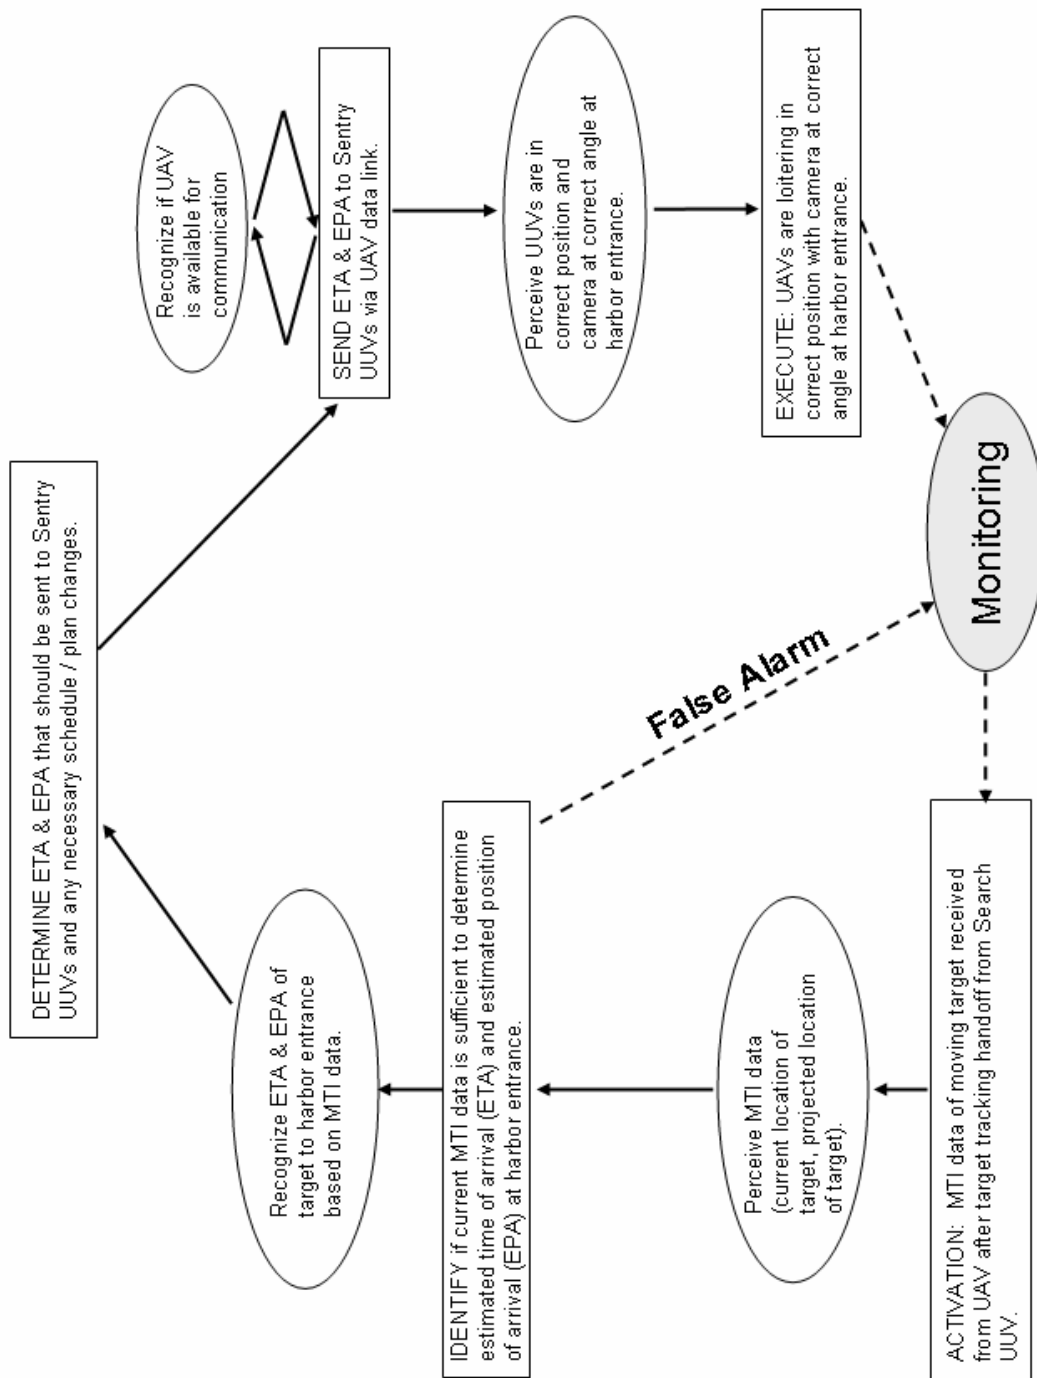 DETERMINE ETA & EPA that should be sent to Sentry
UUVs and any necessary schedule / plan changes.
Recognize if UAV
is available for
communication
SEND ETA & EPA to Sentry
UUVs via UAV data link.
Recognize ETA & EPA of
target to harbor entrance
based on MTI data.
IDENTIFY if current MTI data is sufficient to determine
estimated time of arrival (ETA) and estimated position
of arrival (EPA) at harbor entrance.
Perceive UUVs are in
correct position and
camera at correct angle at
harbor entrance.
False Alarm
Perceive MTI data
(current location of
target, projected location
of target).
EXECUTE: UAVs are loitering in
correct position with camera at correct
angle at harbor entrance.
ACTIVATION: MTI data of moving target received
from UAV after target tracking handoff from Search
UUV.
Monitoring